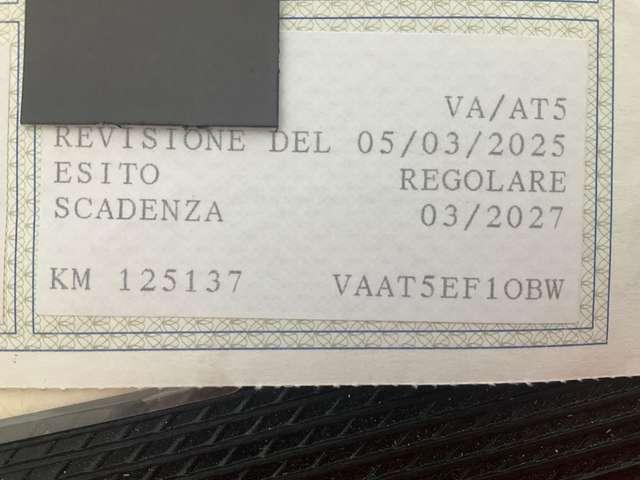 VA/AT5
REVISIONE DEL 05/03/2025
ESITO REGOLARE
SCADENZA 03/2027
KM 125137 VAAT5EF1OBW